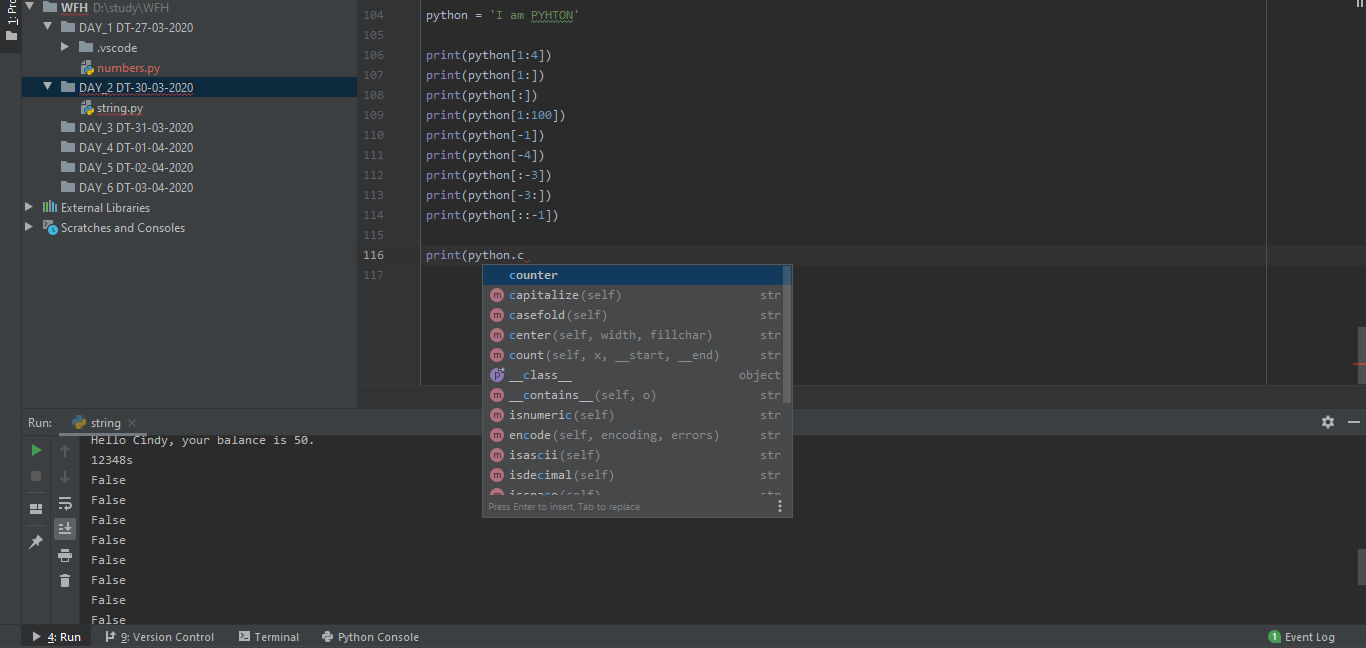 1: Pro
WFH D:\study\WFH
DAY_1 DT-27-03-2020
.vscode
numbers.py
DAY_2 DT-30-03-2020
string.py
DAY_3 DT-31-03-2020
DAY_4 DT-01-04-2020
DAY_5 DT-02-04-2020
DAY_6 DT-03-04-2020
External Libraries
Scratches and Consoles
104 python = 'I am PYHTON'
105
106 print(python[1:4])
107 print(python[1:])
108 print(python[:])
109 print(python[1:100])
110 print(python[-1])
111 print(python[-4])
112 print(python[:-3])
113 print(python[-3:])
114 print(python[::-1])
115
116 print(python.c
117
counter
m capitalize(self) str
m casefold(self) str
m center(self, width, fillchar) str
m count(self, x, __start, __end) str
p __class__ object
m __contains__(self, o) str
m isnumeric(self) str
m encode(self, encoding, errors) str
m isascii(self) str
m isdecimal(self) str
m isspace(self) str
Press Enter to insert, Tab to replace
Run: string
Hello Cindy, your balance is 50.
12348s
False
False
False
False
False
False
False
False
4: Run 9: Version Control Terminal Python Console 1 Event Log